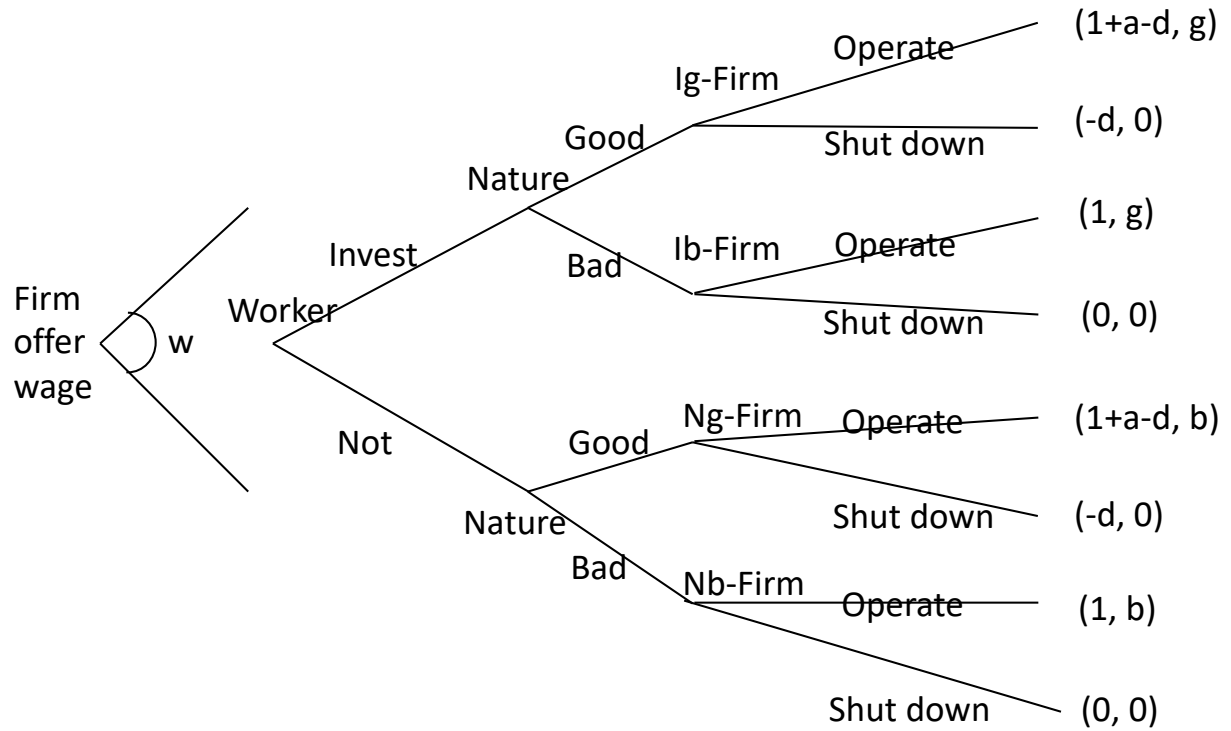 (1+a-d, g)
Operate
Ig-Firm
Good
(-d, 0)
Shut down
Nature
(1, g)
Invest
Ib-Firm
Operate
Bad
Firm
offer
wage
w
Worker
Shut down
(0, 0)
Not
Good
Ng-Firm
Operate
(1+a-d, b)
Nature
Shut down
(-d, 0)
Bad
Nb-Firm
Operate
(1, b)
Shut down
(0, 0)